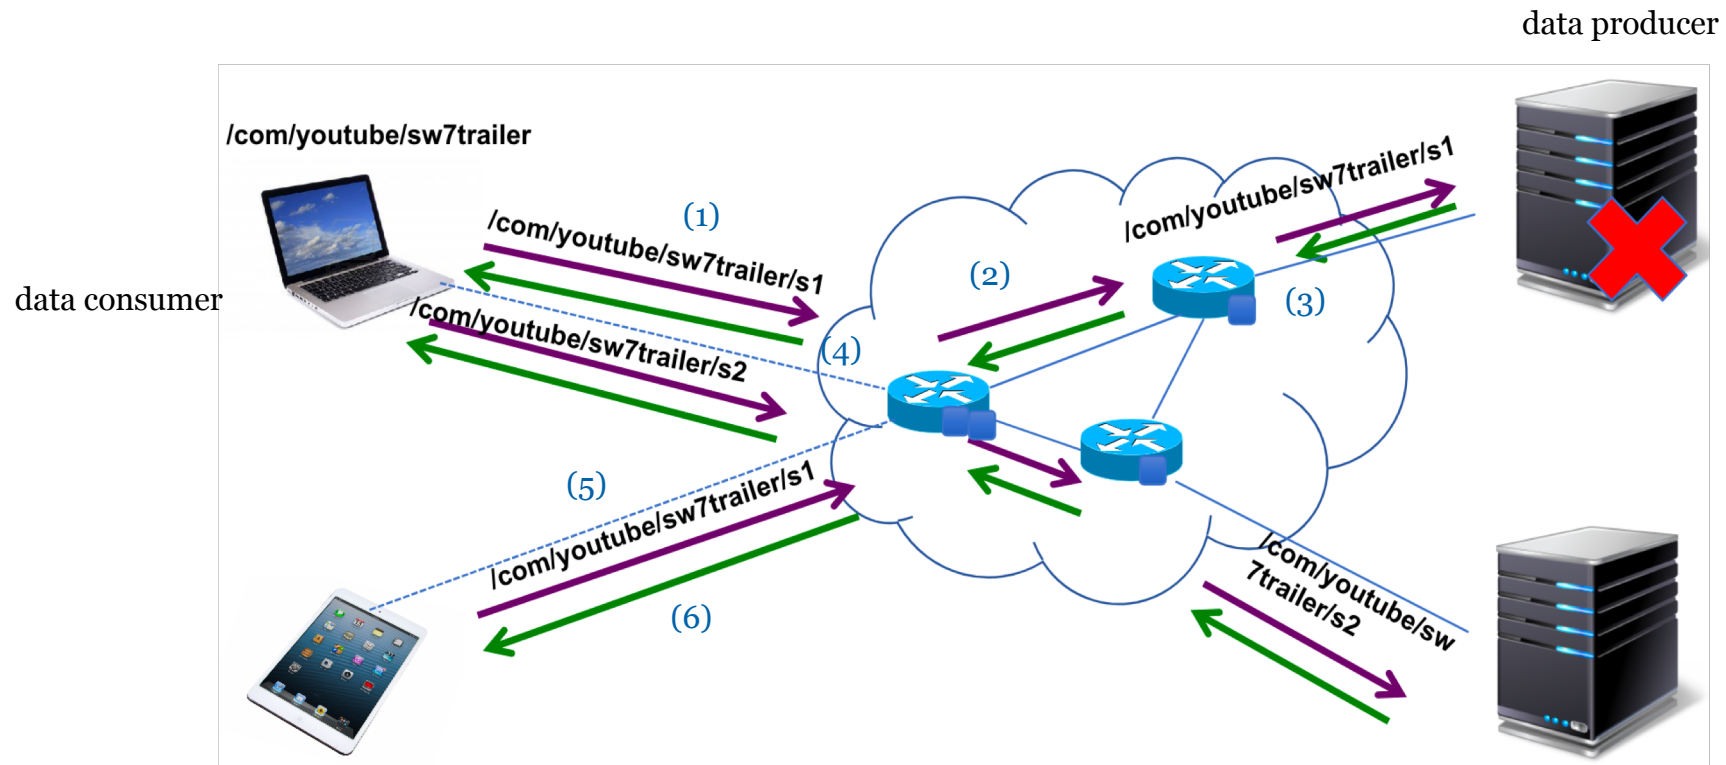 data producer
/com/youtube/sw7trailer
/com/youtube/sw7trailer/s1
(1)
/com/youtube/sw7trailer/s1
(2)
(3)
data consumer
/com/youtube/sw7trailer/s2
(4)
(5)
/com/youtube/sw7trailer/s1
(6)
/com/youtube/sw
7trailer/s2